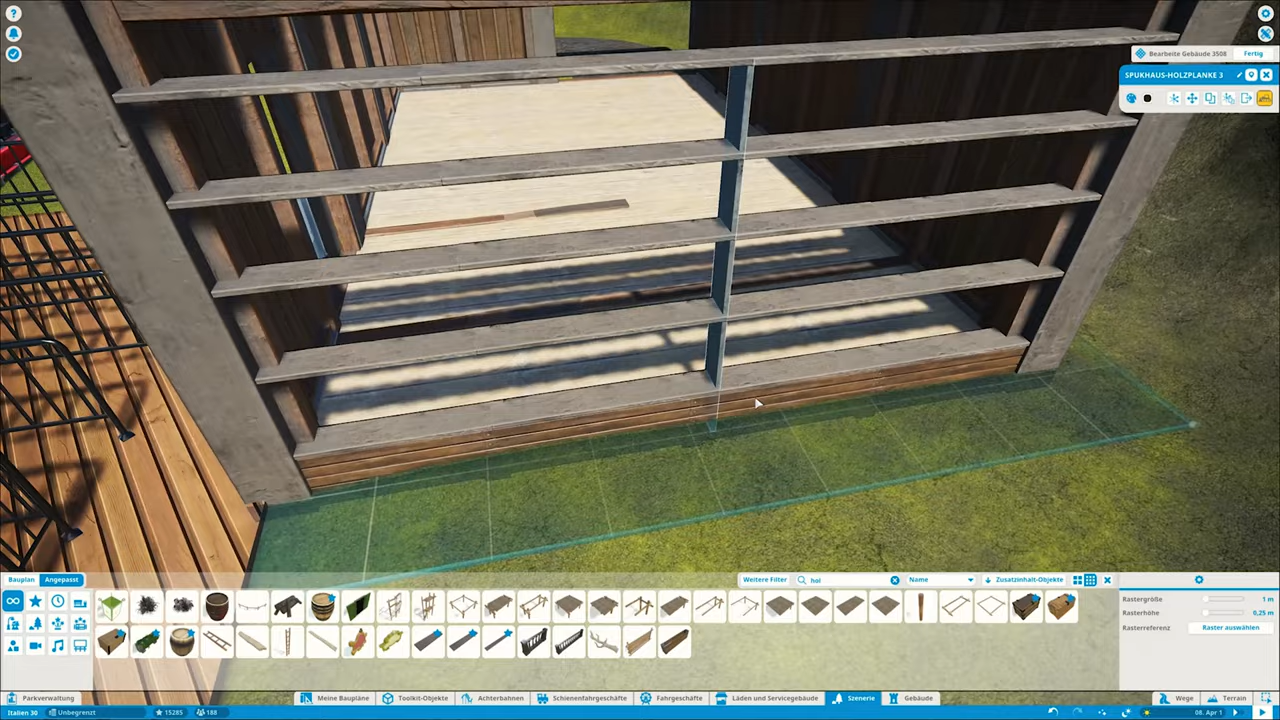 ?
Bearbeite Gebäude 3508 Fertig
SPUKHAUS-HOLZPLANKE 3
Bauplan Angepasst
Weitere Filter hol Name Zusatzinhalt-Objekte
Rastergröße 1 m
Rasterhöhe 0,25 m
Rasterreferenz Raster auswählen
Parkverwaltung Meine Baupläne Toolkit-Objekte Achterbahnen Schienenfahrgeschäfte Fahrgeschäfte Läden und Servicegebäude Szenerie Gebäude Wege Terrain
Italien 30 Unbegrenzt 15285 188 08. Apr 1